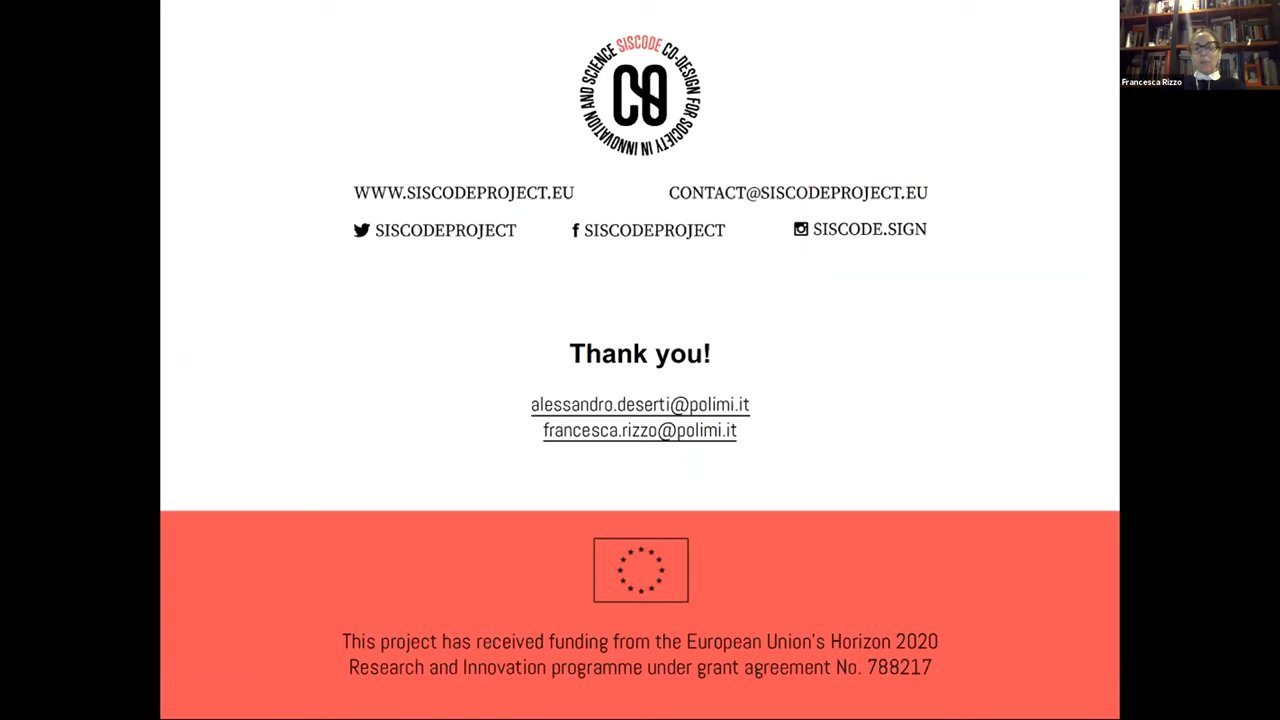 SISCODE CO-DESIGN FOR SOCIETY IN INNOVATION AND SCIENCE
CO
Francesca Rizzo
WWW.SISCODEPROJECT.EU CONTACT@SISCODEPROJECT.EU
SISCODEPROJECT f SISCODEPROJECT SISCODE.SIGN
Thank you!
alessandro.deserti@polimi.it
francesca.rizzo@polimi.it
This project has received funding from the European Union's Horizon 2020
Research and Innovation programme under grant agreement No. 788217